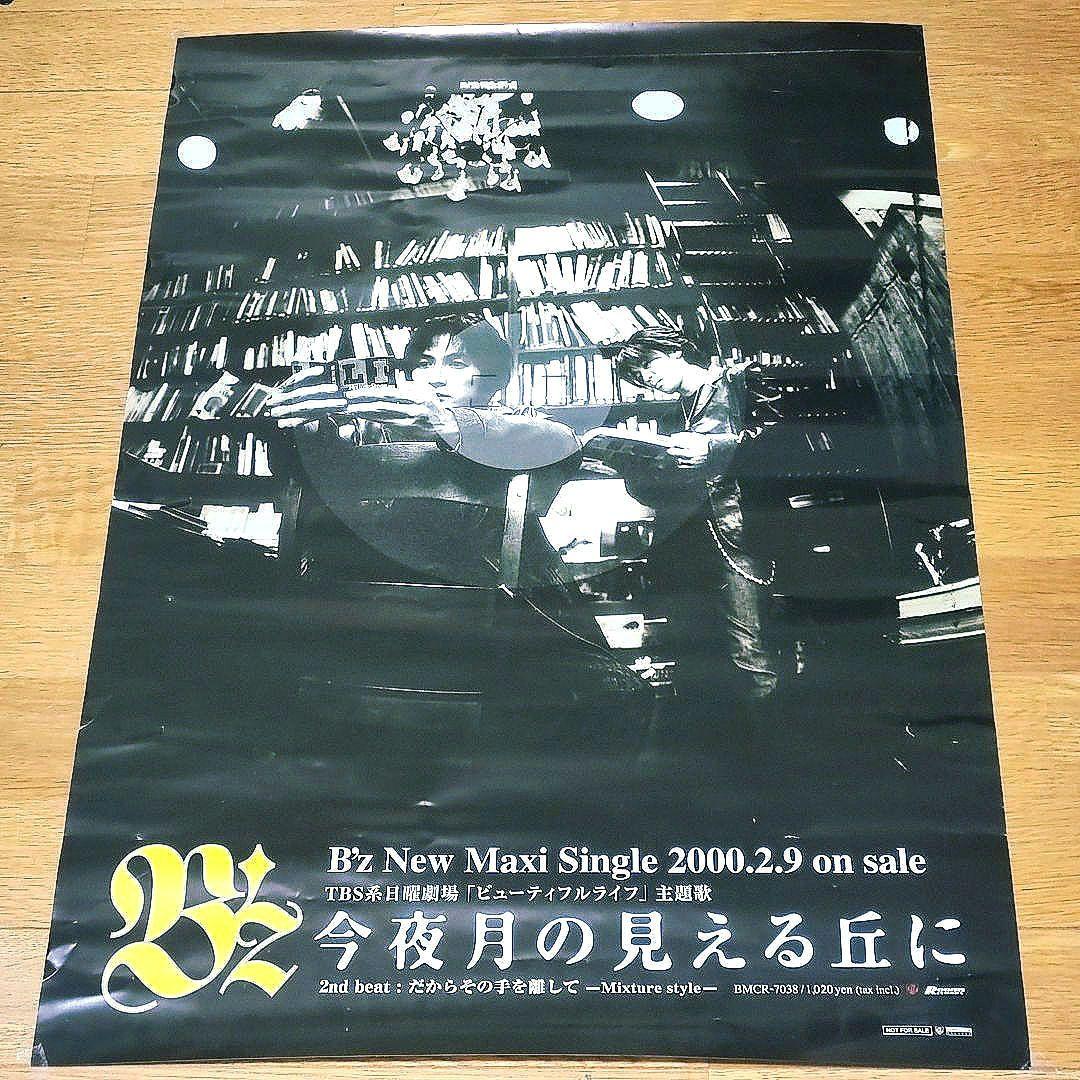 LI
B'z
B'z New Maxi Single 2000.2.9 on sale
TBS系日曜劇場「ビューティフルライフ」主題歌
今夜月の見える丘に
2nd beat : だからその手を離して —Mixture style— BMCR-7038 / 1,020yen (tax incl.)
NOT FOR SALE